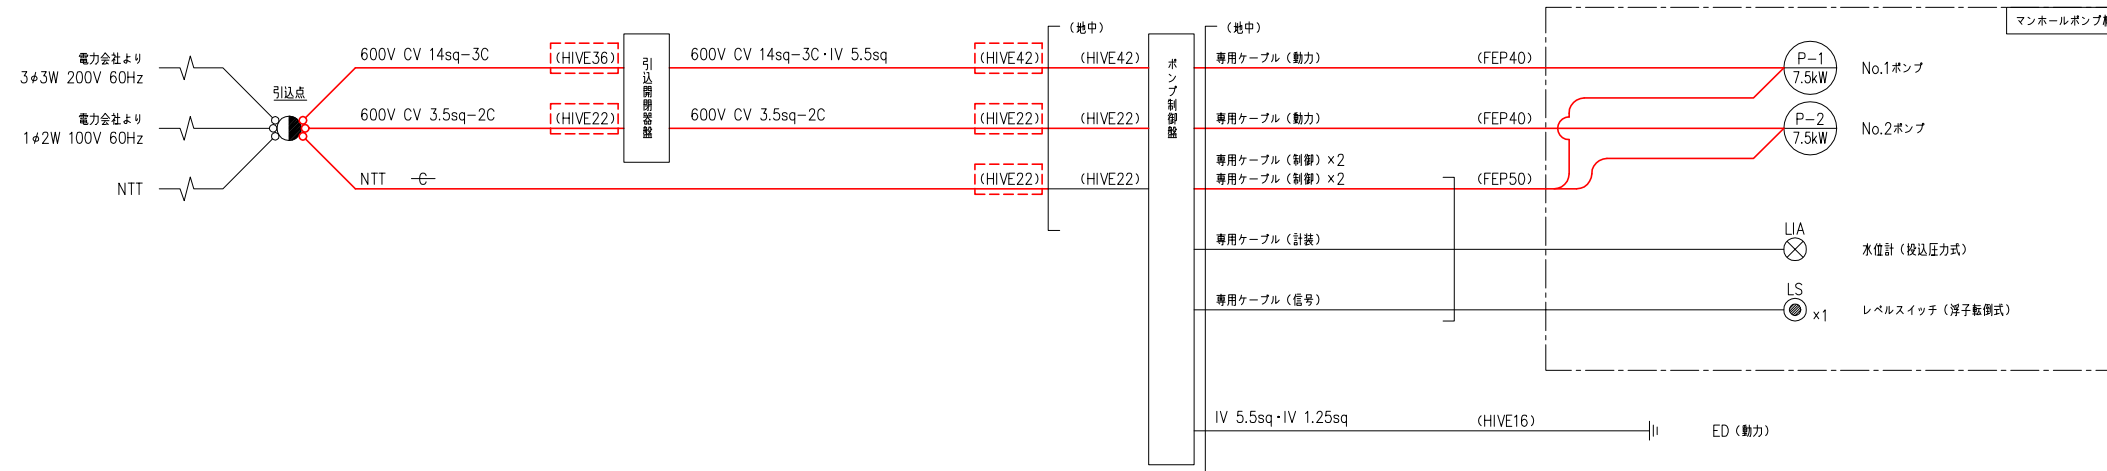 電力会社より
3φ3W 200V 60Hz
電力会社より
1φ2W 100V 60Hz
NTT
引込点
600V CV 14sq-3C
(HIVE36)
600V CV 3.5sq-2C
(HIVE22)
NTT -C-
引込開閉器盤
600V CV 14sq-3C・IV 5.5sq
(HIVE42)
600V CV 3.5sq-2C
(HIVE22)
(HIVE22)
(地中)
(HIVE42)
(HIVE22)
(HIVE22)
ポンプ制御盤
(地中)
専用ケーブル(動力)
(FEP40)
専用ケーブル(動力)
(FEP40)
専用ケーブル(制御)×2
専用ケーブル(制御)×2
(FEP50)
専用ケーブル(計装)
専用ケーブル(信号)
IV 5.5sq・IV 1.25sq
(HIVE16)
ED(動力)
マンホールポンプ
P-1
7.5kW
No.1ポンプ
P-2
7.5kW
No.2ポンプ
LIA
水位計(投込圧力式)
LS
×1
レベルスイッチ(浮子転倒式)